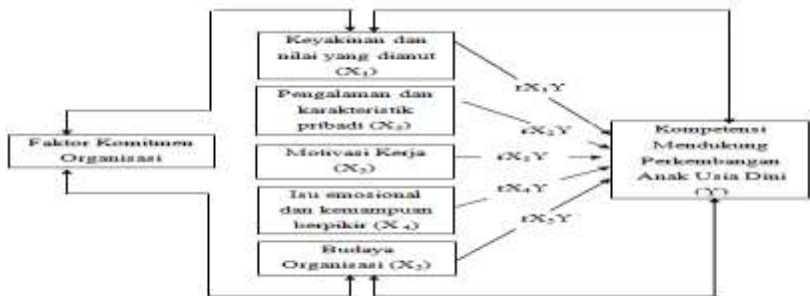 Keyakinan dan
nilai yang dianut
(X₁)
Pengalaman dan
karakteristik
pribadi (X₂)
Motivasi Kerja
(X₃)
Isu emosional
dan kemampuan
berpikir (X₄)
Budaya
Organisasi (X₅)
Faktor Komitmen
Organisasi
rX₁Y
rX₂Y
rX₃Y
rX₄Y
rX₅Y
Kompetensi
Mendukung
Perkembangan
Anak Usia Dini
(Y)